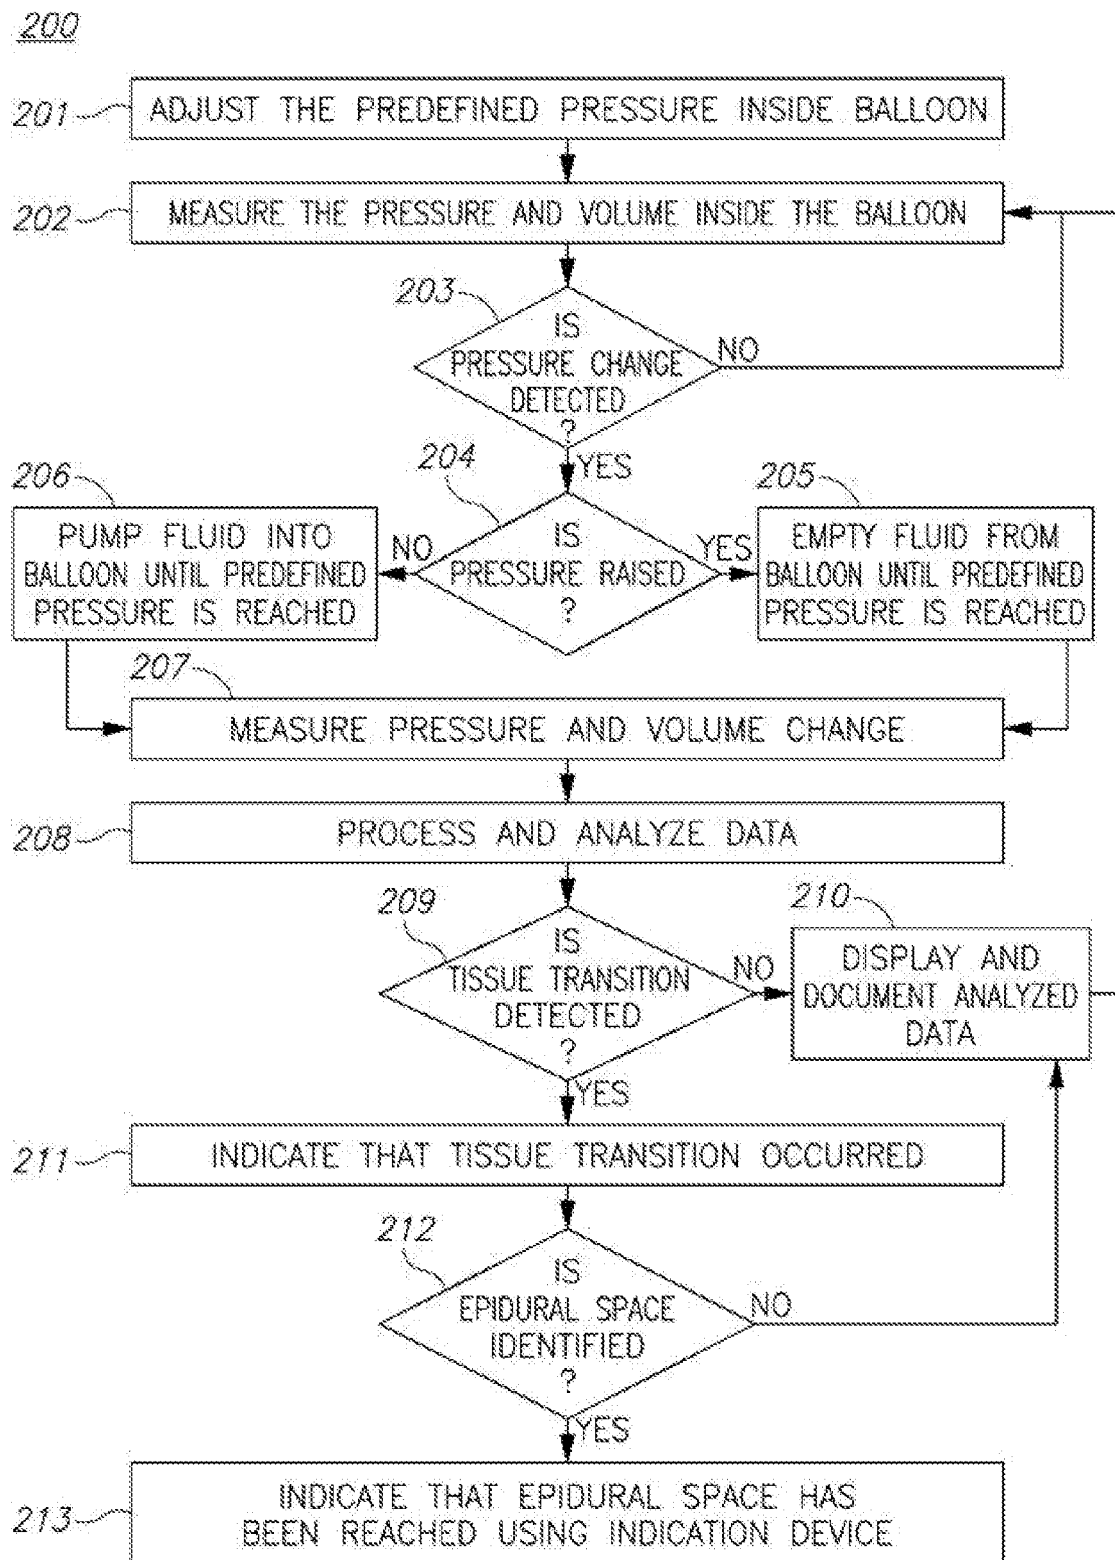 200
201
ADJUST THE PREDEFINED PRESSURE INSIDE BALLOON
202
MEASURE THE PRESSURE AND VOLUME INSIDE THE BALLOON
203
IS
PRESSURE CHANGE
DETECTED
?
NO
YES
204
IS
PRESSURE RAISED
?
NO
YES
206
PUMP FLUID INTO
BALLOON UNTIL PREDEFINED
PRESSURE IS REACHED
205
EMPTY FLUID FROM
BALLOON UNTIL PREDEFINED
PRESSURE IS REACHED
207
MEASURE PRESSURE AND VOLUME CHANGE
208
PROCESS AND ANALYZE DATA
209
IS
TISSUE TRANSITION
DETECTED
?
NO
YES
210
DISPLAY AND
DOCUMENT ANALYZED
DATA
211
INDICATE THAT TISSUE TRANSITION OCCURRED
212
IS
EPIDURAL SPACE
IDENTIFIED
?
NO
YES
213
INDICATE THAT EPIDURAL SPACE HAS
BEEN REACHED USING INDICATION DEVICE